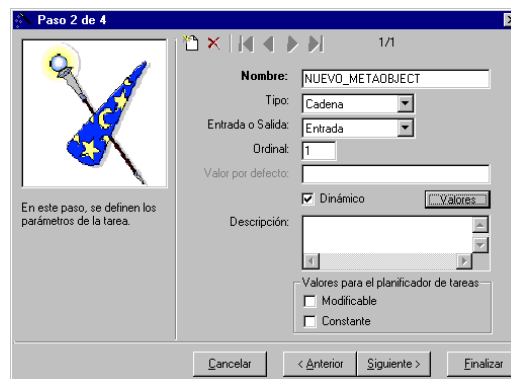 Paso 2 de 4
1/1
Nombre: NUEVO_METAOBJECT
Tipo: Cadena
Entrada o Salida: Entrada
Ordinal: 1
Valor por defecto:
Dinámico Valores
En este paso, se definen los
parámetros de la tarea.
Descripción:
Valores para el planificador de tareas
Modificable
Constante
Cancelar < Anterior Siguiente > Finalizar